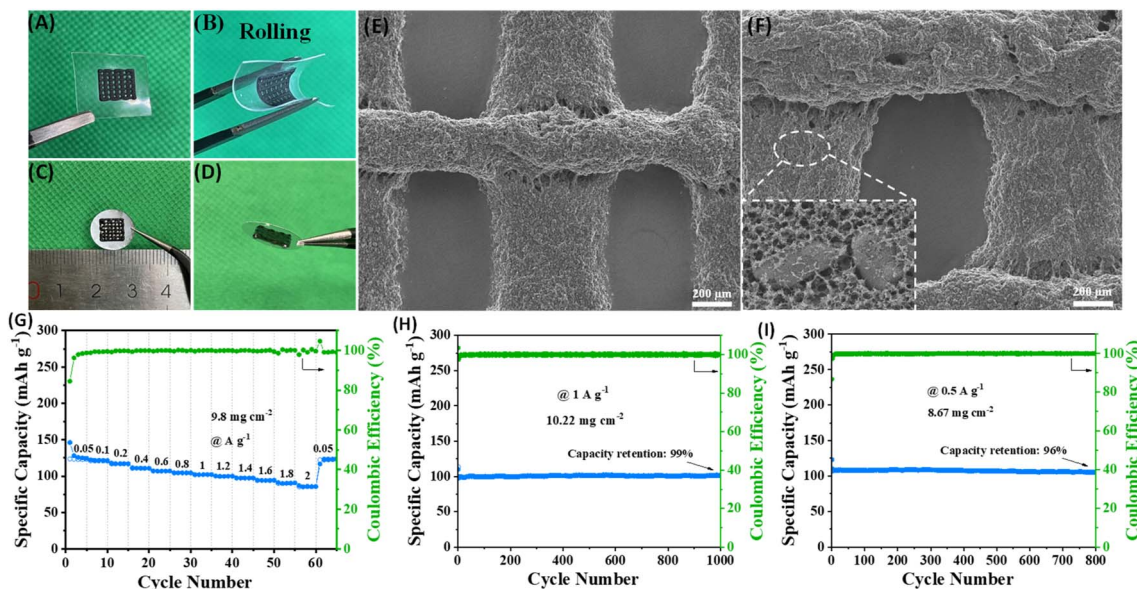 (A)
(B)
Rolling
(C)
0 1 2 3 4
(D)
(E)
200 μm
(F)
200 μm
(G)
Specific Capacity (mAh g⁻¹)
300
250
200
150
100
50
0
9.8 mg cm⁻²
@ A g⁻¹
0.05 0.1 0.2 0.4 0.6 0.8 1 1.2 1.4 1.6 1.8 2 0.05
0 10 20 30 40 50 60
Cycle Number
100
80
60
40
20
0
Coulombic Efficiency (%)
(H)
Specific Capacity (mAh g⁻¹)
300
250
200
150
100
50
0
@ 1 A g⁻¹
10.22 mg cm⁻²
Capacity retention: 99%
0 200 400 600 800 1000
Cycle Number
100
80
60
40
20
0
Coulombic Efficiency (%)
(I)
Specific Capacity (mAh g⁻¹)
300
250
200
150
100
50
0
@ 0.5 A g⁻¹
8.67 mg cm⁻²
Capacity retention: 96%
0 100 200 300 400 500 600 700 800
Cycle Number
100
80
60
40
20
0
Coulombic Efficiency (%)